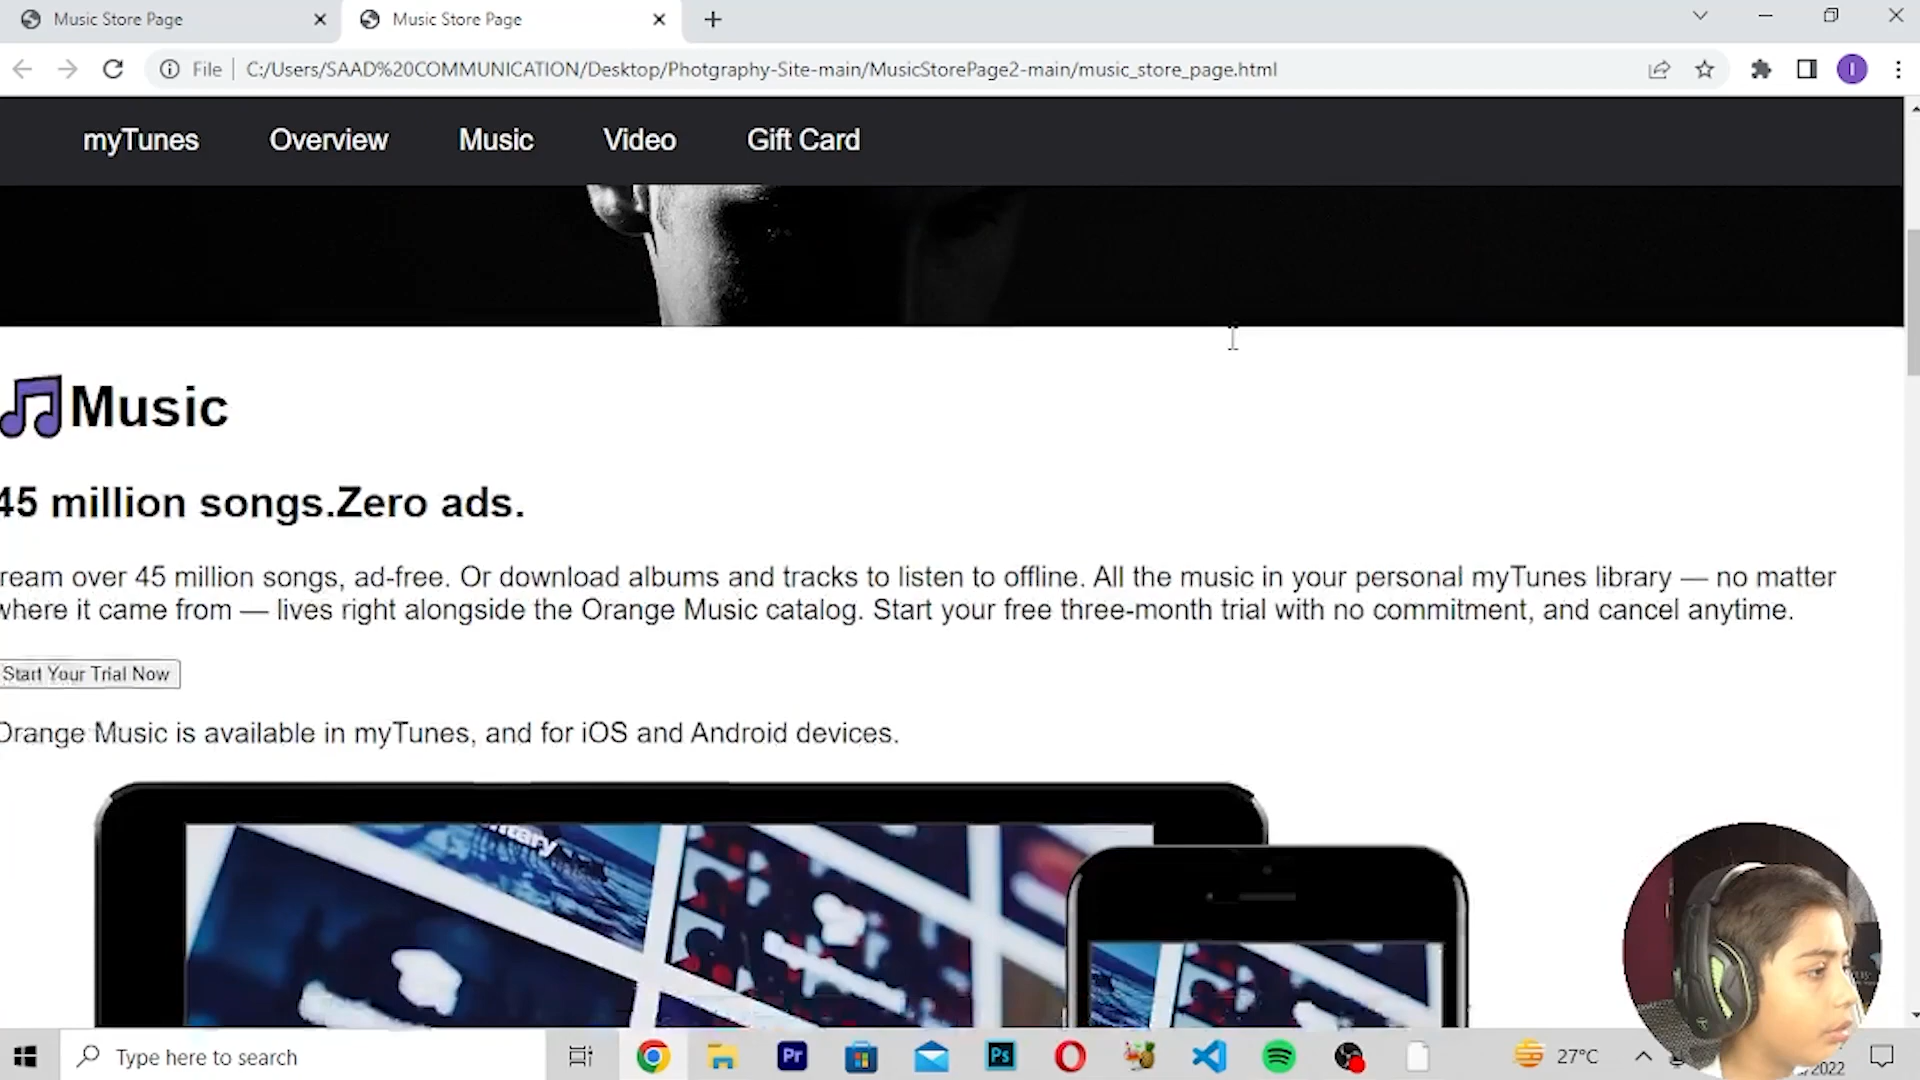 Music Store Page
Music Store Page
File
C:/Users/SAAD%20COMMUNICATION/Desktop/Photgraphy-Site-main/MusicStorePage2-main/music_store_page.html
I
myTunes Overview Music Video Gift Card
Music
45 million songs.Zero ads.
ream over 45 million songs, ad-free. Or download albums and tracks to listen to offline. All the music in your personal myTunes library — no matter
where it came from — lives right alongside the Orange Music catalog. Start your free three-month trial with no commitment, and cancel anytime.
Start Your Trial Now
Orange Music is available in myTunes, and for iOS and Android devices.
Type here to search
Pr
Ps
27°C
/2022